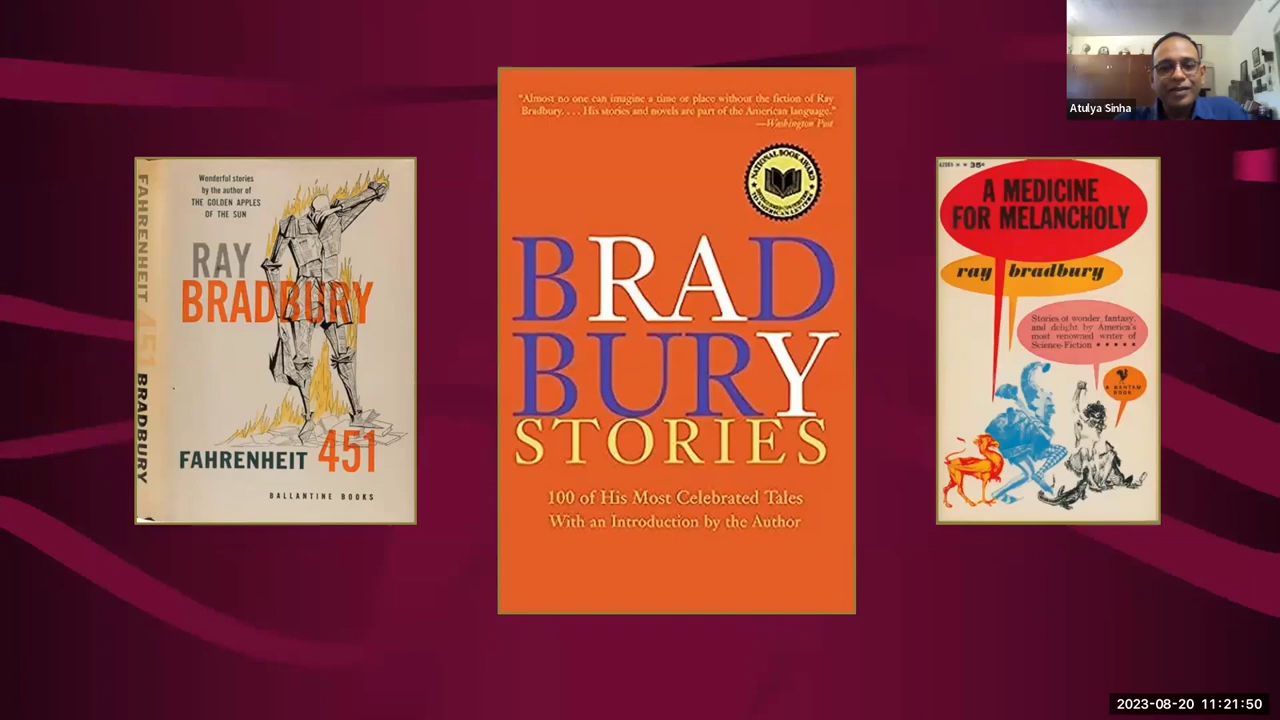 Atulya Sinha
FAHRENHEIT 451 BRADBURY
Wonderful stories
by the author of
THE GOLDEN APPLES
OF THE SUN
RAY
BRADBURY
FAHRENHEIT 451
BALLANTINE BOOKS
"Almost no one can imagine a time or place without the fiction of Ray
Bradbury. . . . His stories and novels are part of the American language."
—Washington Post
NATIONAL BOOK AWARD
BRAD
BURY
STORIES
100 of His Most Celebrated Tales
With an Introduction by the Author
35¢
A MEDICINE
FOR MELANCHOLY
ray bradbury
Stories of wonder, fantasy,
and delight by America's
most renowned writer of
Science-Fiction
A BANTAM
BOOK
2023-08-20 11:21:50